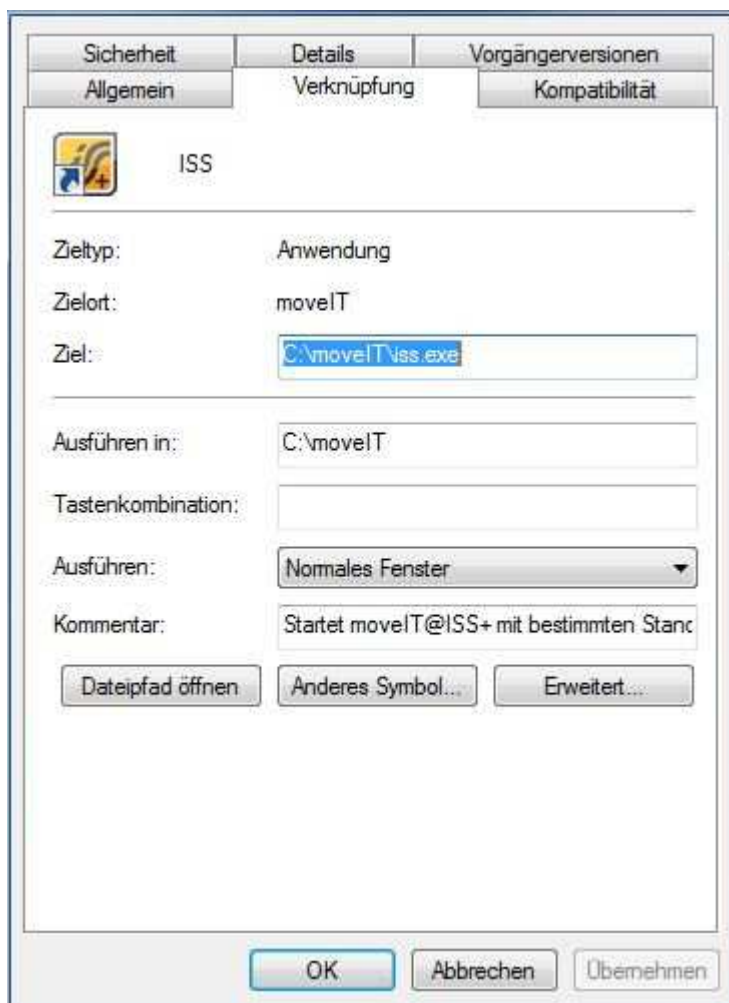 Sicherheit Details Vorgängerversionen
Allgemein Verknüpfung Kompatibilität
ISS
Zieltyp: Anwendung
Zielort: moveIT
Ziel: C:\moveIT\iss.exe
Ausführen in: C:\moveIT
Tastenkombination:
Ausführen: Normales Fenster
Kommentar: Startet moveIT@ISS+ mit bestimmten Stand
Dateipfad öffnen Anderes Symbol... Erweitert...
OK Abbrechen Übernehmen